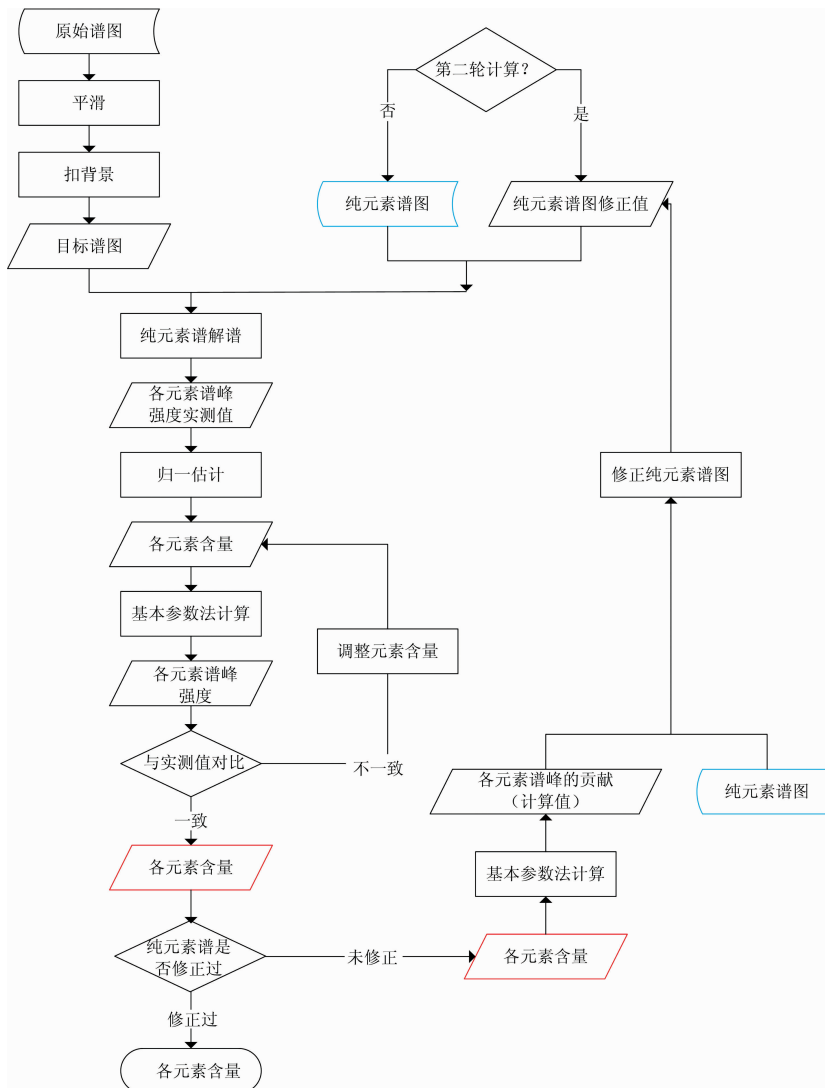 原始谱图
平滑
扣背景
目标谱图
第二轮计算？
否
是
纯元素谱图
纯元素谱图修正值
纯元素谱解谱
各元素谱峰
强度实测值
归一估计
各元素含量
基本参数法计算
各元素谱峰
强度
与实测值对比
不一致
调整元素含量
一致
各元素含量
纯元素谱是
否修正过
未修正
修正过
各元素含量
各元素含量
基本参数法计算
各元素谱峰的贡献
（计算值）
纯元素谱图
修正纯元素谱图